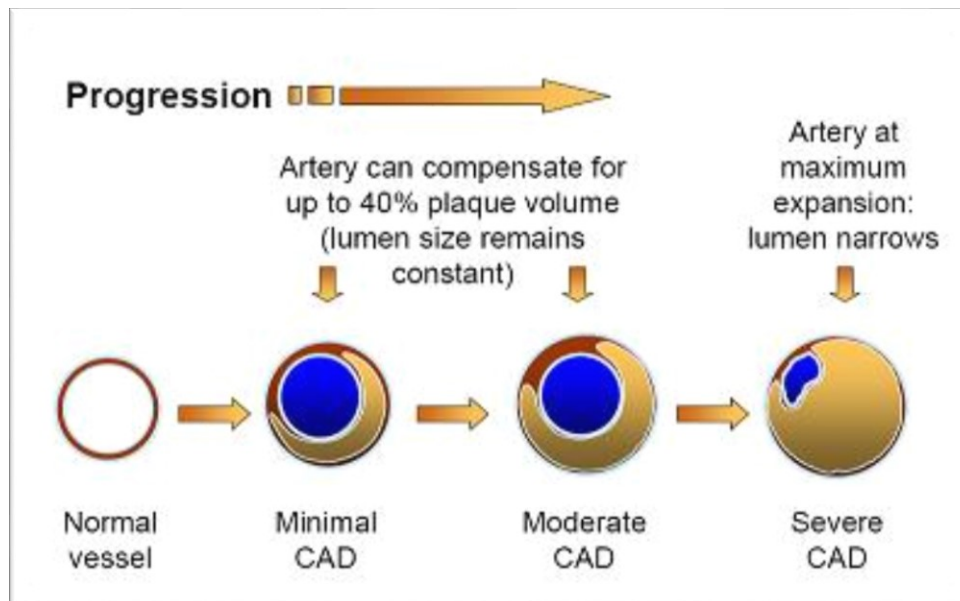 Progression
Artery can compensate for
up to 40% plaque volume
(lumen size remains
constant)
Artery at
maximum
expansion:
lumen narrows
Normal
vessel
Minimal
CAD
Moderate
CAD
Severe
CAD